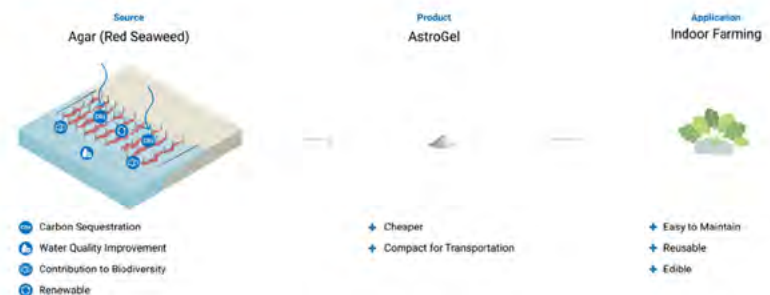 Source
Agar (Red Seaweed)
Carbon Sequestration
Water Quality Improvement
Contribution to Biodiversity
Renewable
Product
AstroGel
+ Cheaper
+ Compact for Transportation
Application
Indoor Farming
+ Easy to Maintain
+ Reusable
+ Edible